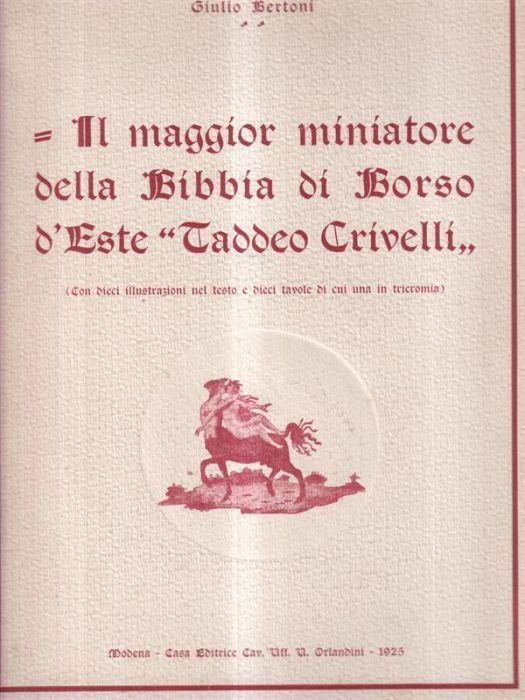 Giulio Bertoni
= Il maggior miniatore
della Bibbia di Borso
d'Este “Taddeo Crivelli„
(Con dieci illustrazioni nel testo e dieci tavole di cui una in tricromia)
Modena - Casa Editrice Cav. Uff. U. Orlandini - 1925